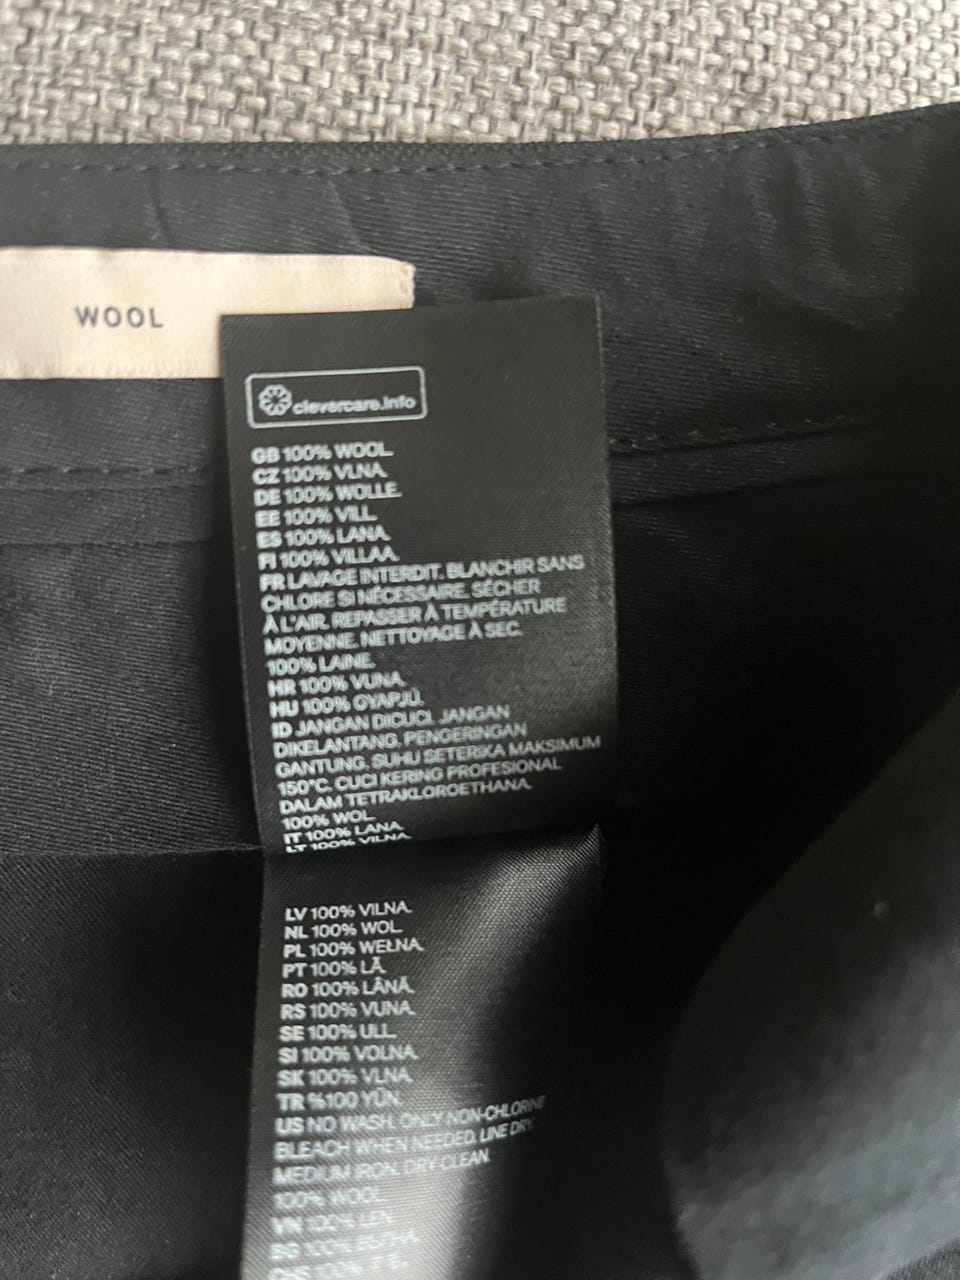 WOOL
clevercare.info
GB 100% WOOL.
CZ 100% VLNA.
DE 100% WOLLE.
EE 100% VILL.
ES 100% LANA.
FI 100% VILLAA.
FR LAVAGE INTERDIT. BLANCHIR SANS
CHLORE SI NÉCESSAIRE. SÉCHER
À L'AIR. REPASSER À TEMPÉRATURE
MOYENNE. NETTOYAGE À SEC.
100% LAINE.
HR 100% VUNA.
HU 100% GYAPJÚ.
ID JANGAN DICUCI. JANGAN
DIKELANTANG. PENGERINGAN
GANTUNG. SUHU SETERIKA MAKSIMUM
150°C. CUCI KERING PROFESIONAL
DALAM TETRAKLOROETHANA.
100% WOL.
IT 100% LANA.
LT 100% VILNA.
LV 100% VILNA.
NL 100% WOL.
PL 100% WEŁNA.
PT 100% LÃ.
RO 100% LÂNĂ.
RS 100% VUNA.
SE 100% ULL.
SI 100% VOLNA.
SK 100% VLNA.
TR %100 YÜN.
US NO WASH. ONLY NON-CHLORINE
BLEACH WHEN NEEDED. LINE DRY.
MEDIUM IRON. DRY CLEAN.
100% WOOL.
VN 100% LEN.
BG 100%
100%